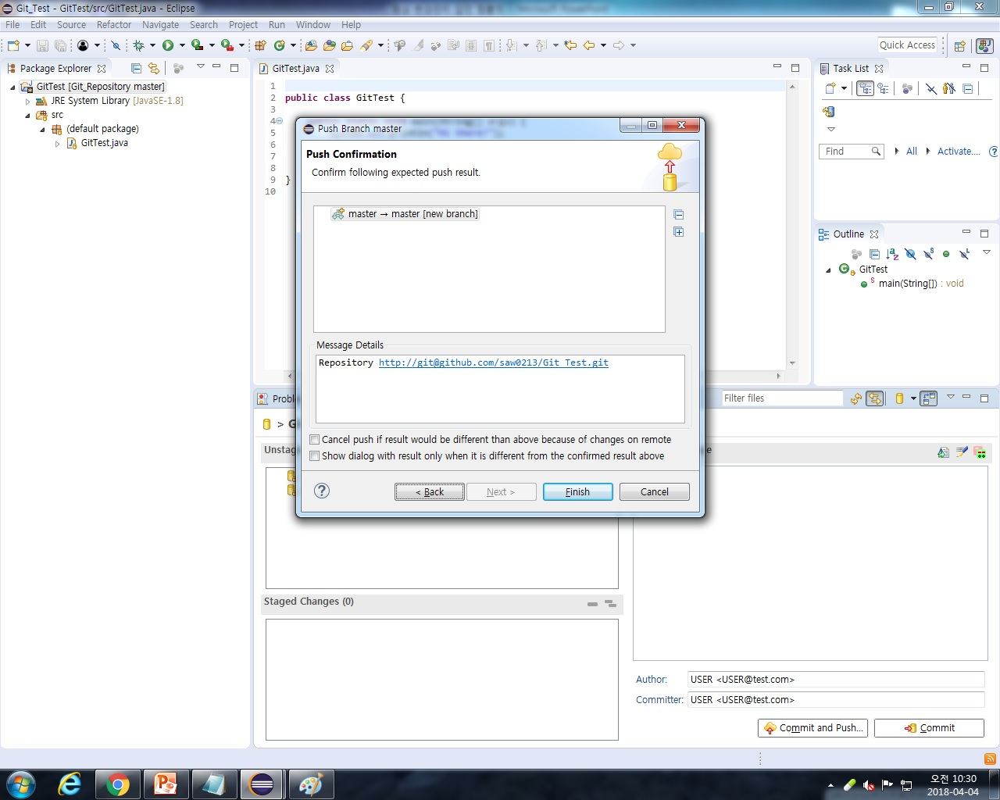 Git_Test - GitTest/src/GitTest.java - Eclipse
File Edit Source Refactor Navigate Search Project Run Window Help
Quick Access
Package Explorer
GitTest [Git_Repository master]
JRE System Library [JavaSE-1.8]
src
(default package)
GitTest.java
GitTest.java
1
2 public class GitTest {
3
4
5
6
7
8
9 }
10
Task List
Find All Activate...
Outline
GitTest
main(String[]) : void
Push Branch master
Push Confirmation
Confirm following expected push result.
master → master [new branch]
Message Details
Repository http://git@github.com/saw0213/Git_Test.git
Cancel push if result would be different than above because of changes on remote
Show dialog with result only when it is different from the confirmed result above
< Back Next > Finish Cancel
Filter files
> G
Staged Changes (0)
Author: USER <USER@test.com>
Committer: USER <USER@test.com>
Commit and Push... Commit
오전 10:30
2018-04-04